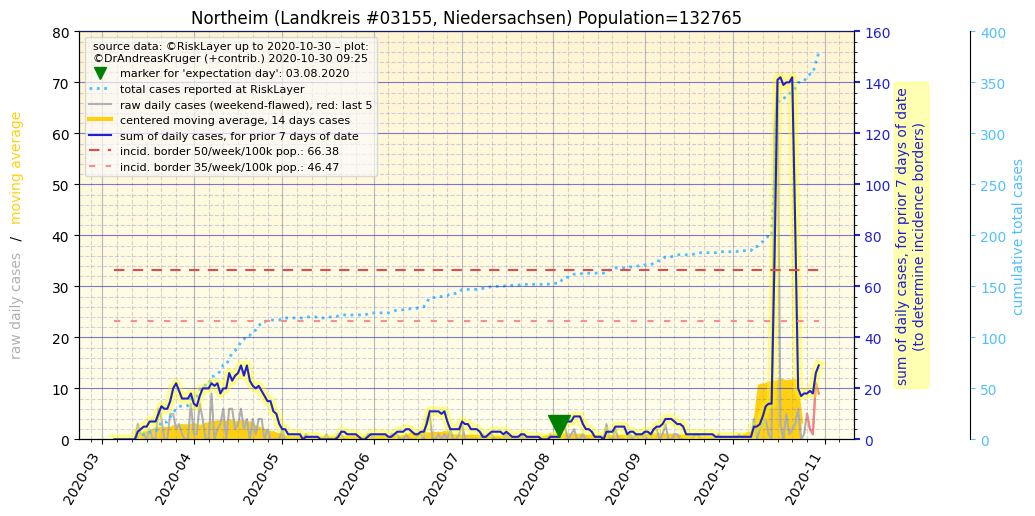 Northeim (Landkreis #03155, Niedersachsen) Population=132765
source data: ©RiskLayer up to 2020-10-30 – plot:
©DrAndreasKruger (+contrib.) 2020-10-30 09:25
marker for 'expectation day': 03.08.2020
total cases reported at RiskLayer
raw daily cases (weekend-flawed), red: last 5
centered moving average, 14 days cases
sum of daily cases, for prior 7 days of date
incid. border 50/week/100k pop.: 66.38
incid. border 35/week/100k pop.: 46.47
raw daily cases / moving average
80
70
60
50
40
30
20
10
0
160
140
120
100
80
60
40
20
0
sum of daily cases, for prior 7 days of date
(to determine incidence borders)
400
350
300
250
200
150
100
50
0
cumulative total cases
2020-03
2020-04
2020-05
2020-06
2020-07
2020-08
2020-09
2020-10
2020-11